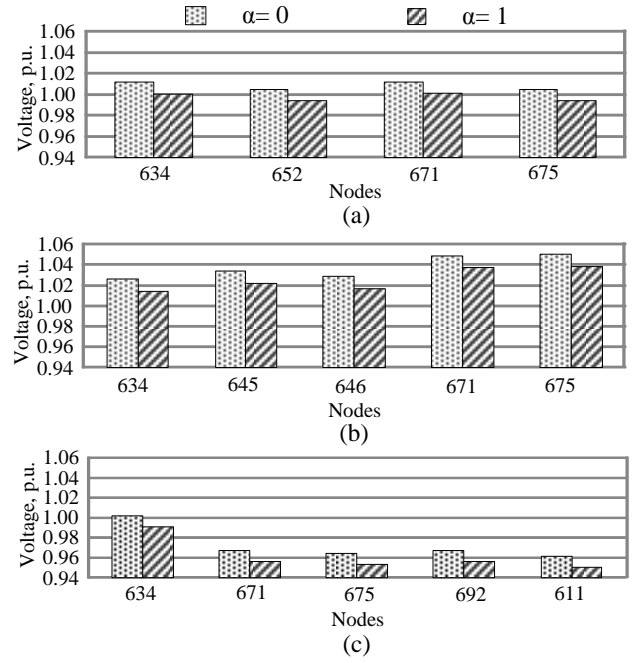 α= 0 α= 1
Voltage, p.u.
1.06
1.04
1.02
1.00
0.98
0.96
0.94
634 652 671 675
Nodes
(a)
Voltage, p.u.
1.06
1.04
1.02
1.00
0.98
0.96
0.94
634 645 646 671 675
Nodes
(b)
Voltage, p.u.
1.06
1.04
1.02
1.00
0.98
0.96
0.94
634 671 675 692 611
Nodes
(c)